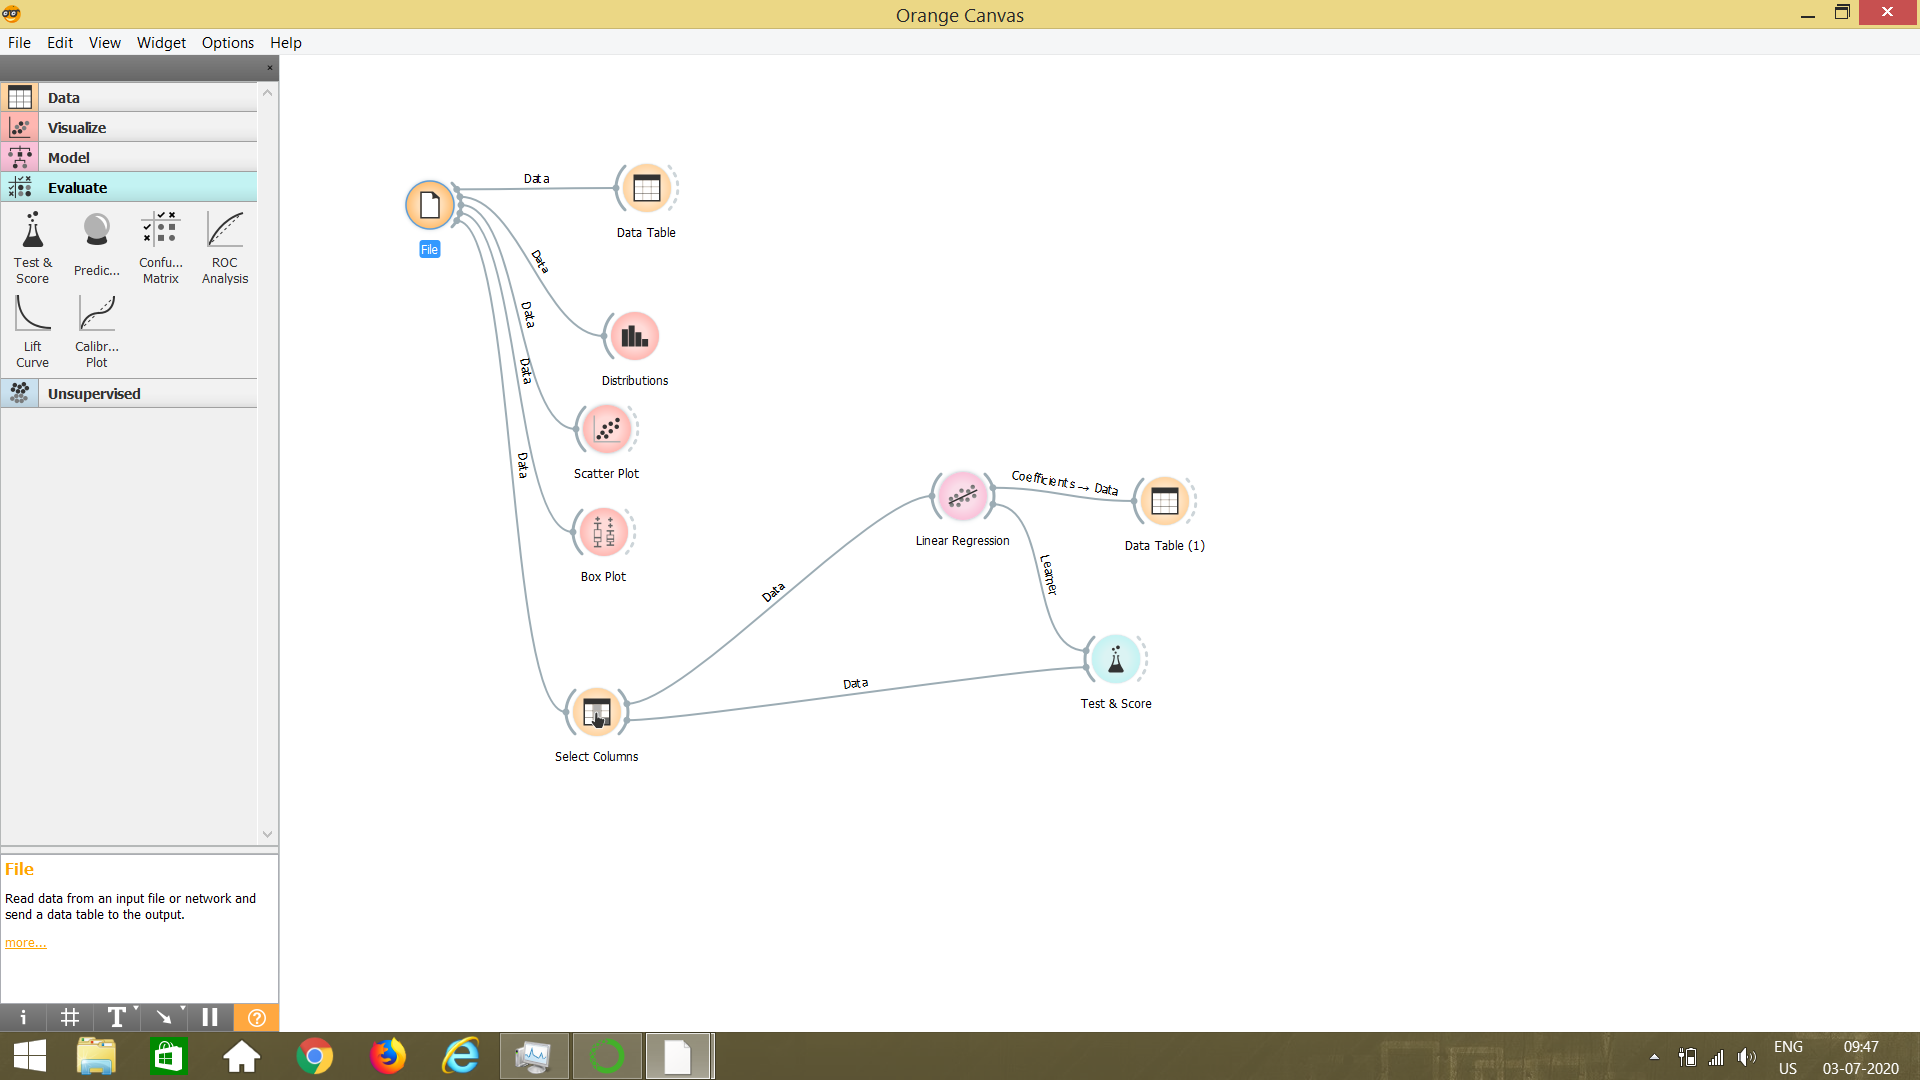 Orange Canvas
File Edit View Widget Options Help
Data
Visualize
Model
Evaluate
Test & Score
Predic...
Confu... Matrix
ROC Analysis
Lift Curve
Calibr... Plot
Unsupervised
File
Read data from an input file or network and
send a data table to the output.
more...
File
Data
Data Table
Data
Distributions
Data
Scatter Plot
Data
Box Plot
Data
Select Columns
Data
Linear Regression
Coefficients → Data
Data Table (1)
Learner
Data
Test & Score
ENG
US
09:47
03-07-2020